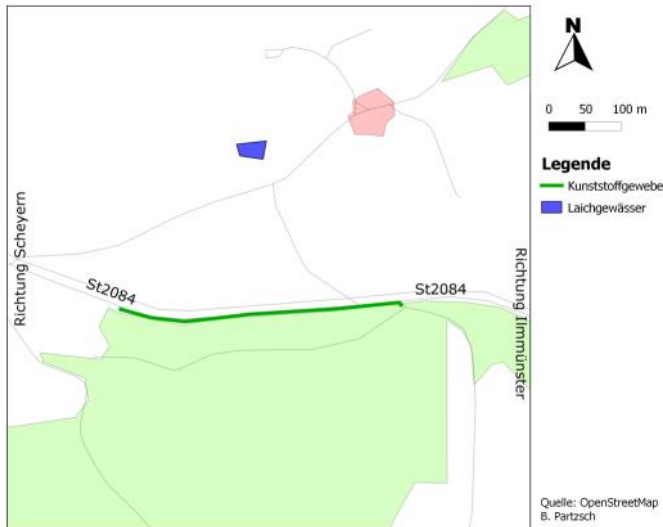 N
0 50 100 m
Legende
Kunststoffgewebe
Laichgewässer
Richtung Scheyern
St2084
St2084
Richtung Ilmmünster
Quelle: OpenStreetMap
B. Partzsch